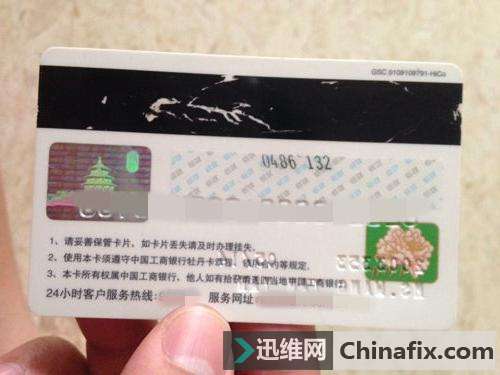 GSC 9109109791-HiCo
0486 132
1、请妥善保管卡片，如卡片丢失请及时办理挂失。
2、使用本卡须遵守中国工商银行牡丹卡章程、领用合约等规定。
3、本卡所有权属中国工商银行，他人如有拾获请送回当地中国工商银行
24小时客户服务热线: 服务网址:
迅维网 Chinafix.com